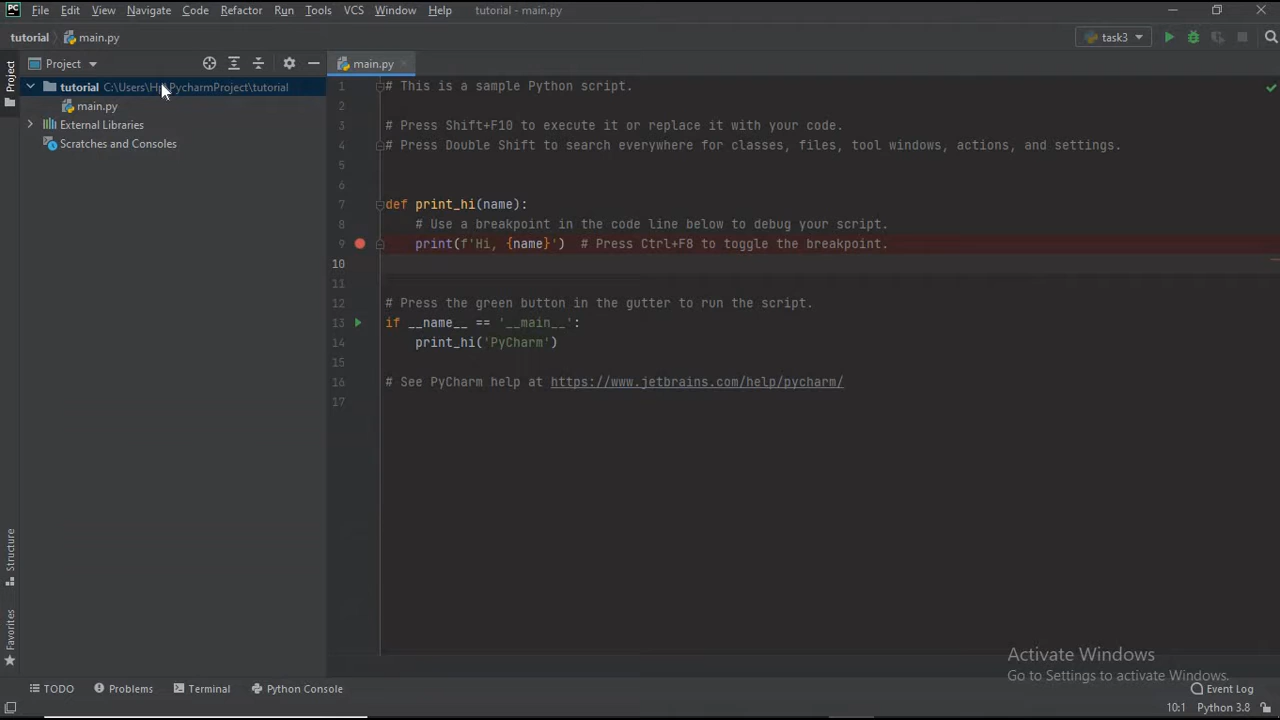 PC File Edit View Navigate Code Refactor Run Tools VCS Window Help tutorial - main.py
tutorial main.py task3
Project
Project
main.py
tutorial
main.py
External Libraries
Scratches and Consoles
1 # This is a sample Python script.
2
3 # Press Shift+F10 to execute it or replace it with your code.
4 # Press Double Shift to search everywhere for classes, files, tool windows, actions, and settings.
5
6
7 def print_hi(name):
8 # Use a breakpoint in the code line below to debug your script.
9 print(f'Hi, {name}') # Press Ctrl+F8 to toggle the breakpoint.
10
11
12 # Press the green button in the gutter to run the script.
13 if __name__ == '__main__':
14 print_hi('PyCharm')
15
16 # See PyCharm help at https://www.jetbrains.com/help/pycharm/
17
Structure
Favorites
Activate Windows
Go to Settings to activate Windows.
TODO Problems Terminal Python Console Event Log
10:1 Python 3.8